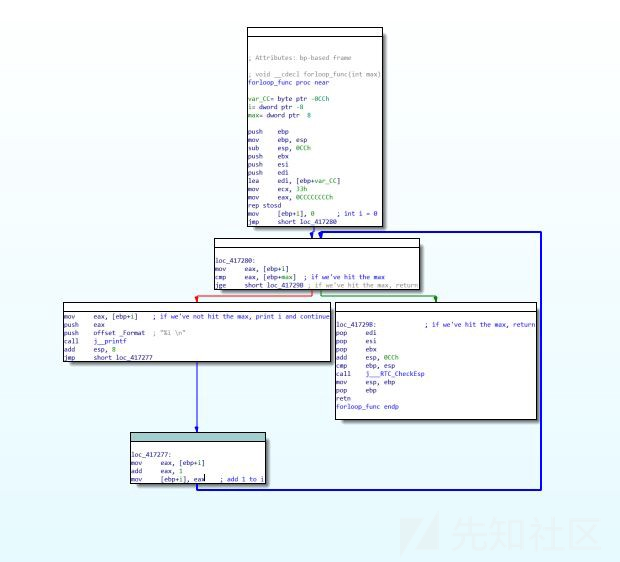 ; Attributes: bp-based frame
; void __cdecl forloop_func(int max)
forloop_func proc near
var_CC= byte ptr -0CCh
i= dword ptr -8
max= dword ptr  8
push    ebp
mov     ebp, esp
sub     esp, 0CCh
push    ebx
push    esi
push    edi
lea     edi, [ebp+var_CC]
mov     ecx, 33h
mov     eax, 0CCCCCCCCh
rep stosd
mov     [ebp+i], 0      ; int i = 0
jmp     short loc_417280
loc_417280:
mov     eax, [ebp+i]
cmp     eax, [ebp+max]  ; if we've hit the max
jge     short loc_41729B ; if we've hit the max, return
mov     eax, [ebp+i]    ; if we've not hit the max, print i and continue
push    eax
push    offset _Format  ; "%i \n"
call    j__printf
add     esp, 8
jmp     short loc_417277
loc_41729B:             ; if we've hit the max, return
pop     edi
pop     esi
pop     ebx
add     esp, 0CCh
cmp     ebp, esp
call    j___RTC_CheckEsp
mov     esp, ebp
pop     ebp
retn
forloop_func endp
loc_417277:
mov     eax, [ebp+i]
add     eax, 1
mov     [ebp+i], eax    ; add 1 to i
先知社区